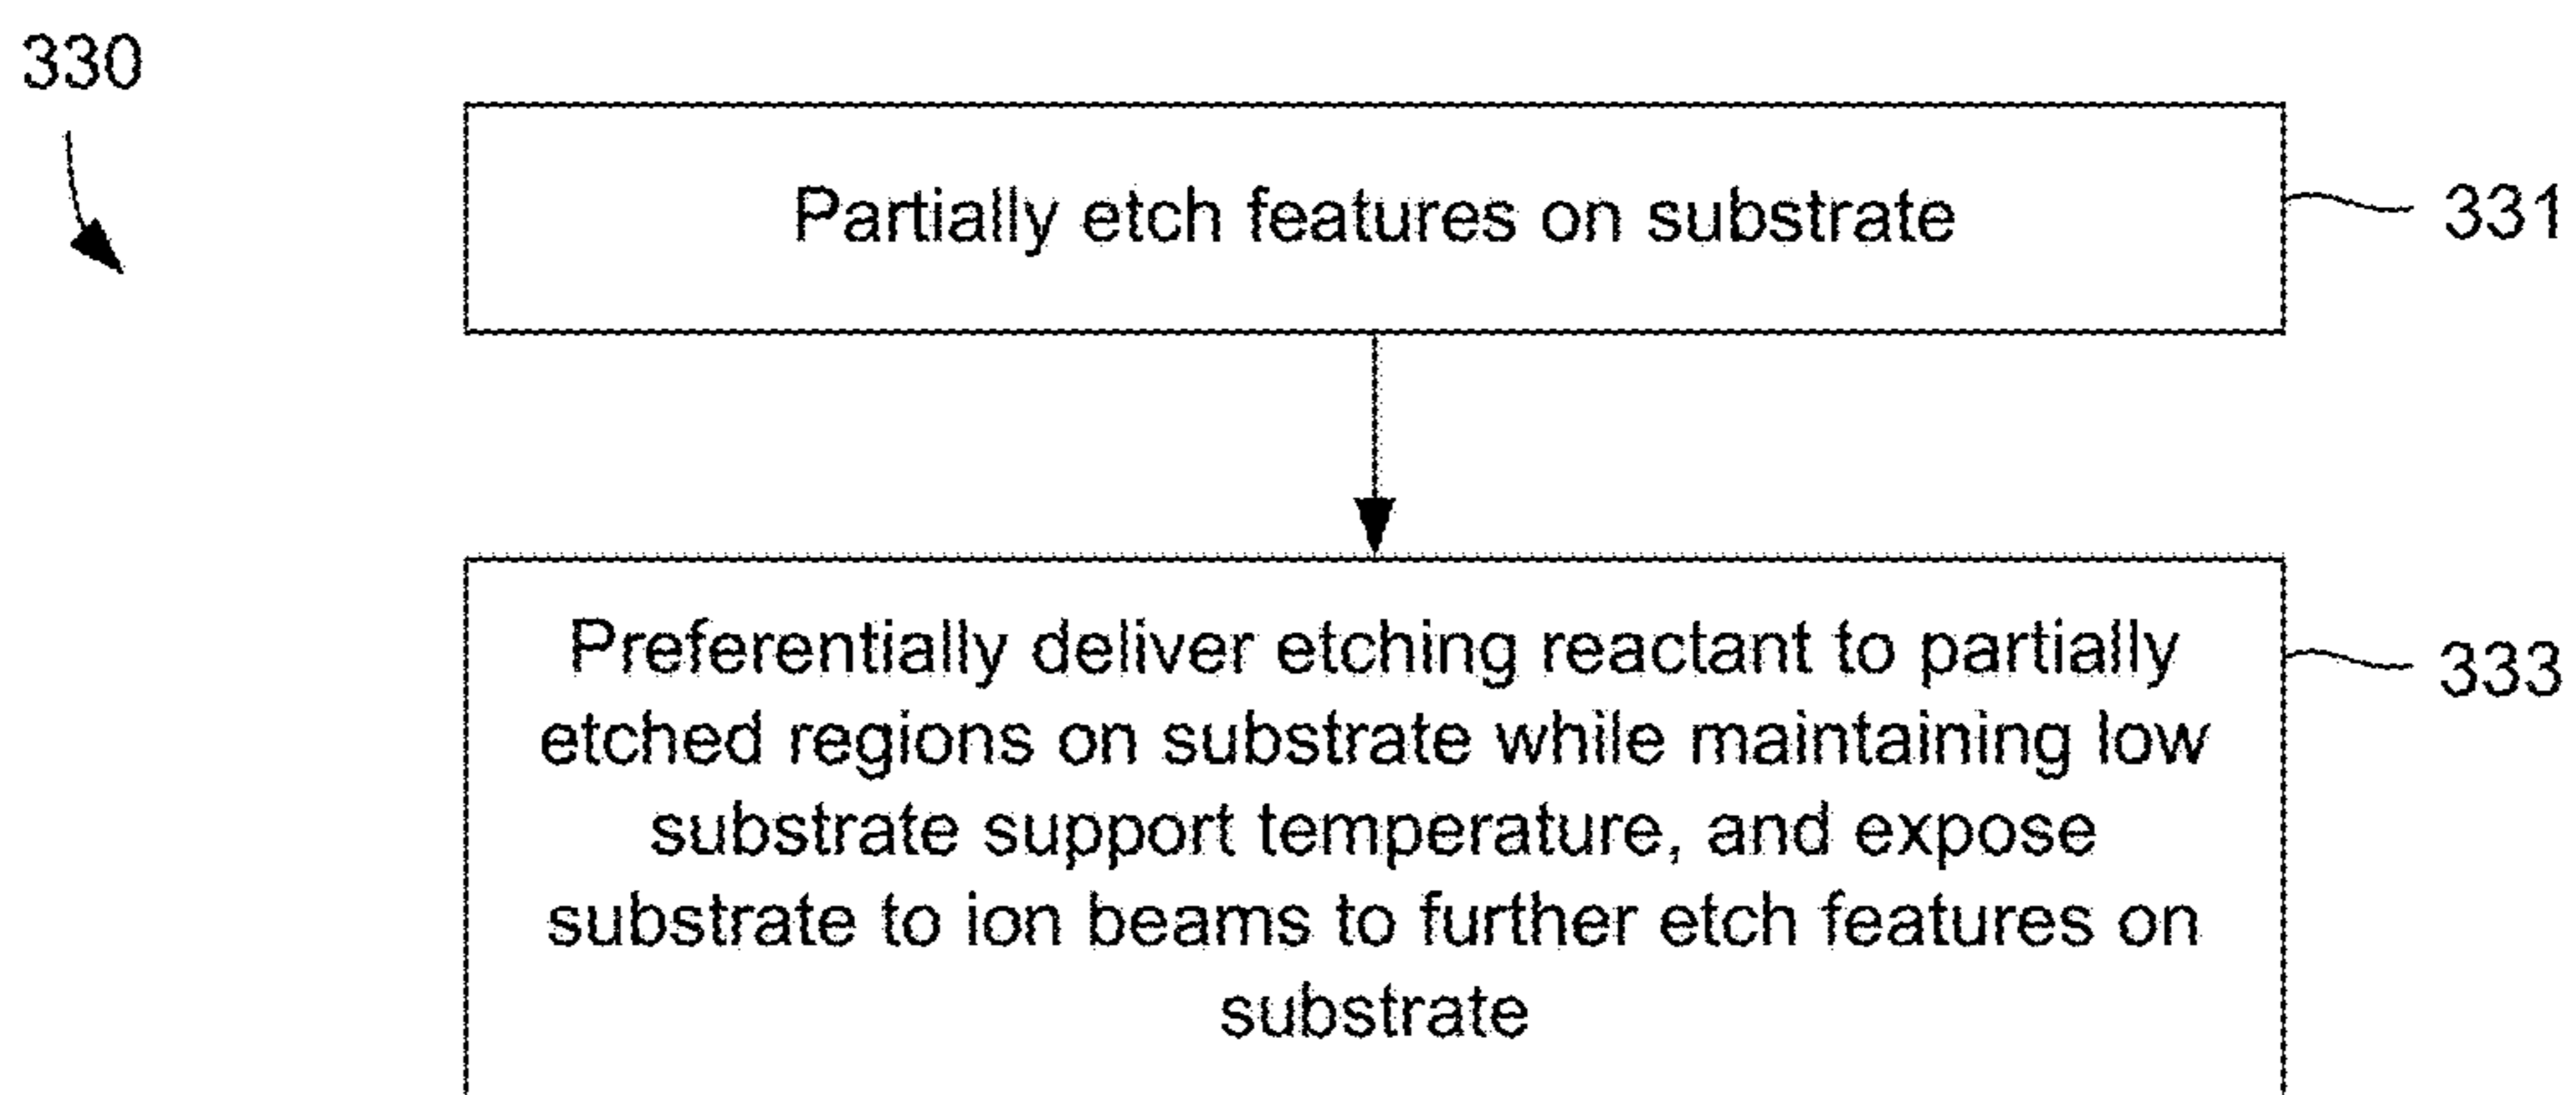 330
Partially etch features on substrate
331
Preferentially deliver etching reactant to partially
etched regions on substrate while maintaining low
substrate support temperature, and expose
substrate to ion beams to further etch features on
substrate
333